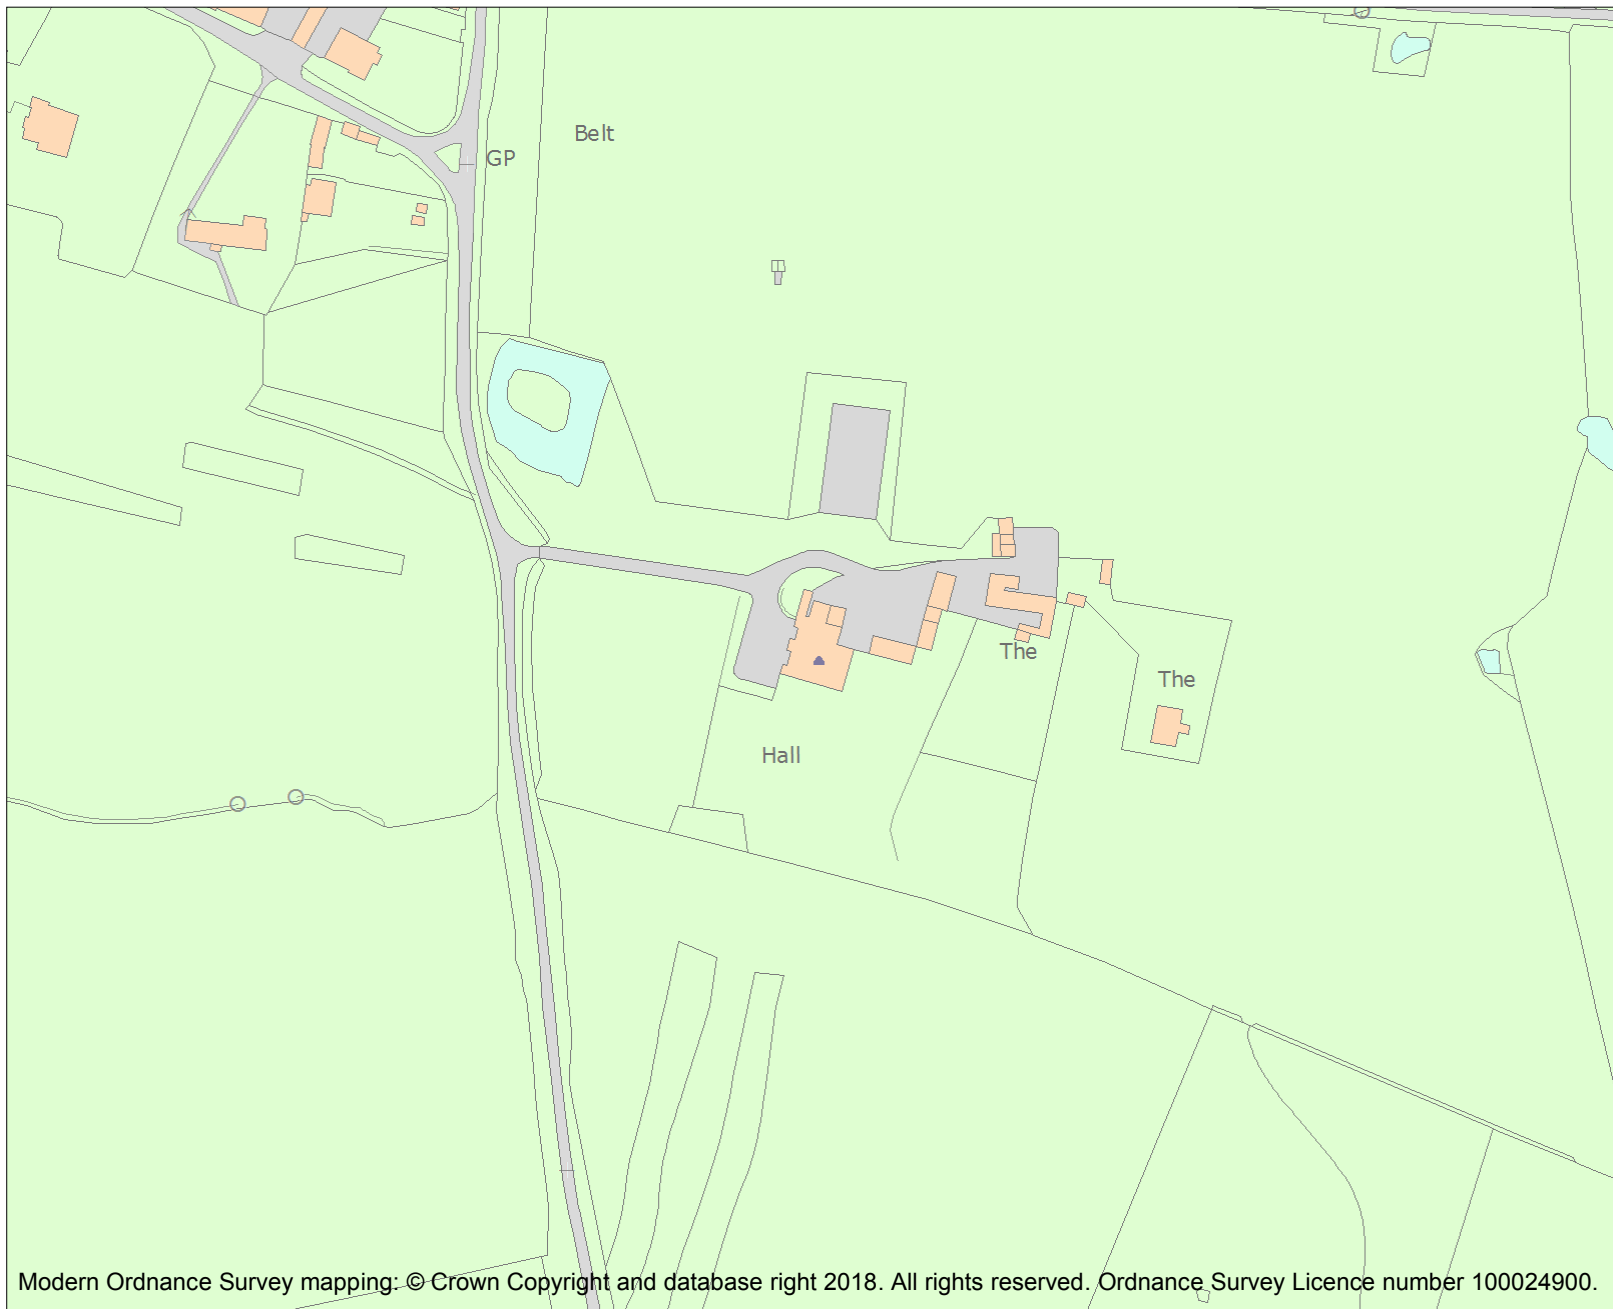 Belt
GP
The
The
Hall
Modern Ordnance Survey mapping: © Crown Copyright and database right 2018. All rights reserved. Ordnance Survey Licence number 100024900.